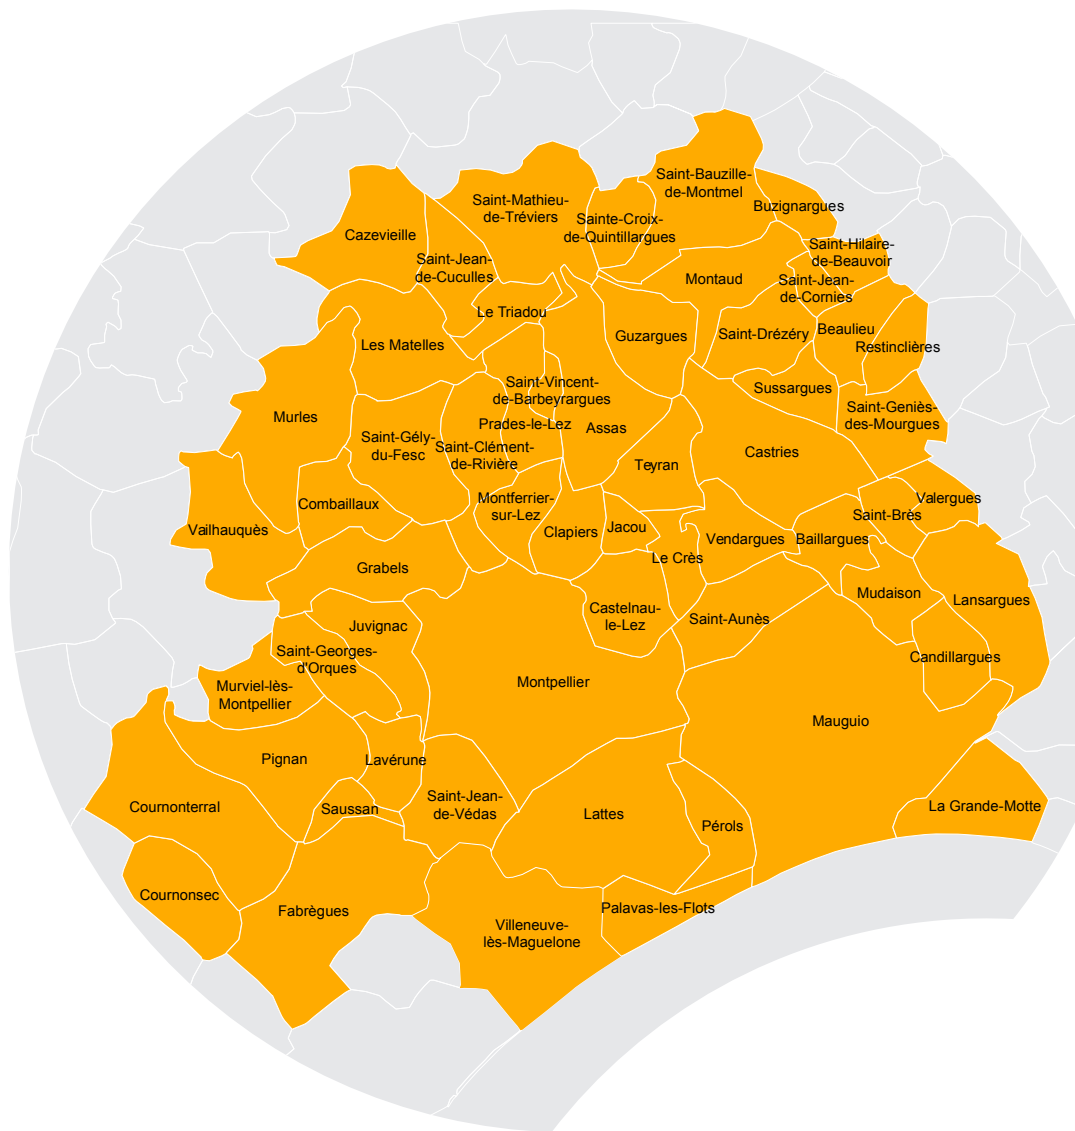 Saint-Bauzille-
de-Montmel
Saint-Mathieu-
de-Tréviers
Sainte-Croix-
de-Quintillargues
Buzignargues
Cazevieille
Saint-Hilaire-
de-Beauvoir
Saint-Jean-
de-Cuculles
Montaud
Saint-Jean-
de-Cornies
Le Triadou
Guzargues
Saint-Drézéry
Beaulieu
Les Matelles
Restinclières
Saint-Vincent-
de-Barbeyrargues
Sussargues
Murles
Saint-Geniès-
des-Mourgues
Prades-le-Lez
Assas
Saint-Gély-
du-Fesc
Saint-Clément-
de-Rivière
Castries
Teyran
Combaillaux
Montferrier-
sur-Lez
Valergues
Saint-Brès
Vailhauquès
Clapiers
Jacou
Vendargues
Baillargues
Le Crès
Grabels
Mudaison
Lansargues
Castelnau-
le-Lez
Saint-Aunès
Juvignac
Saint-Georges-
d'Orques
Candillargues
Murviel-lès-
Montpellier
Montpellier
Mauguio
Pignan
Lavérune
Saint-Jean-
de-Védas
Cournonterral
Saussan
Lattes
Pérols
La Grande-Motte
Cournonsec
Fabrègues
Palavas-les-Flots
Villeneuve-
lès-Maguelone